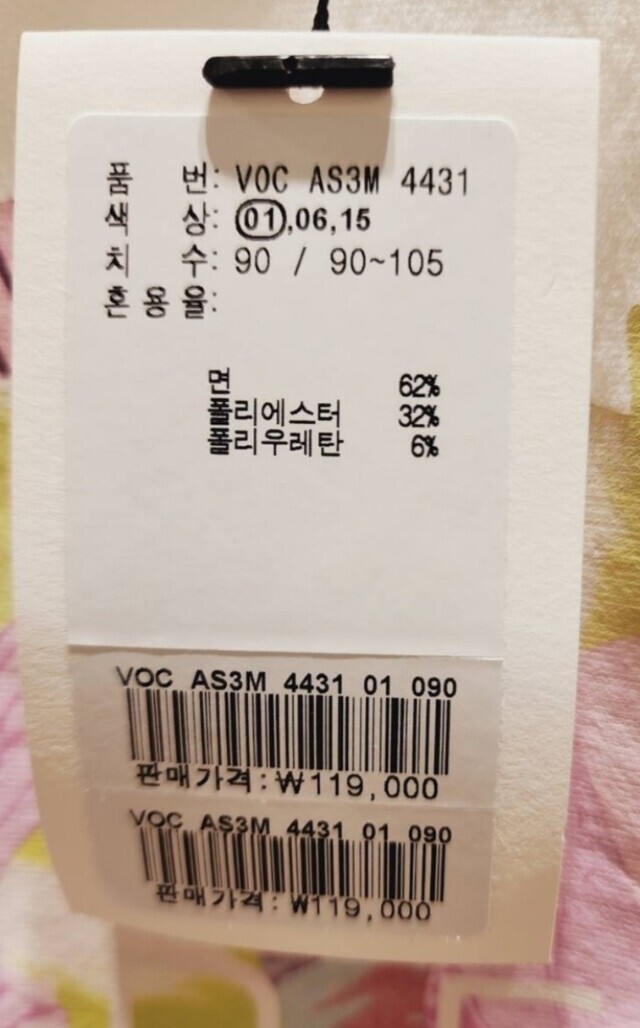 품 번: VOC AS3M 4431
색 상: 01,06,15
치 수: 90 / 90~105
혼용율:
면 62%
폴리에스터 32%
폴리우레탄 6%
VOC AS3M 4431 01 090
판매가격:₩119,000
VOC AS3M 4431 01 090
판매가격:₩119,000